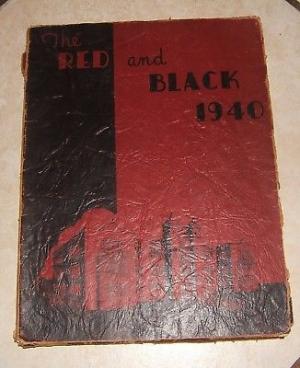 The
RED and
BLACK
1940